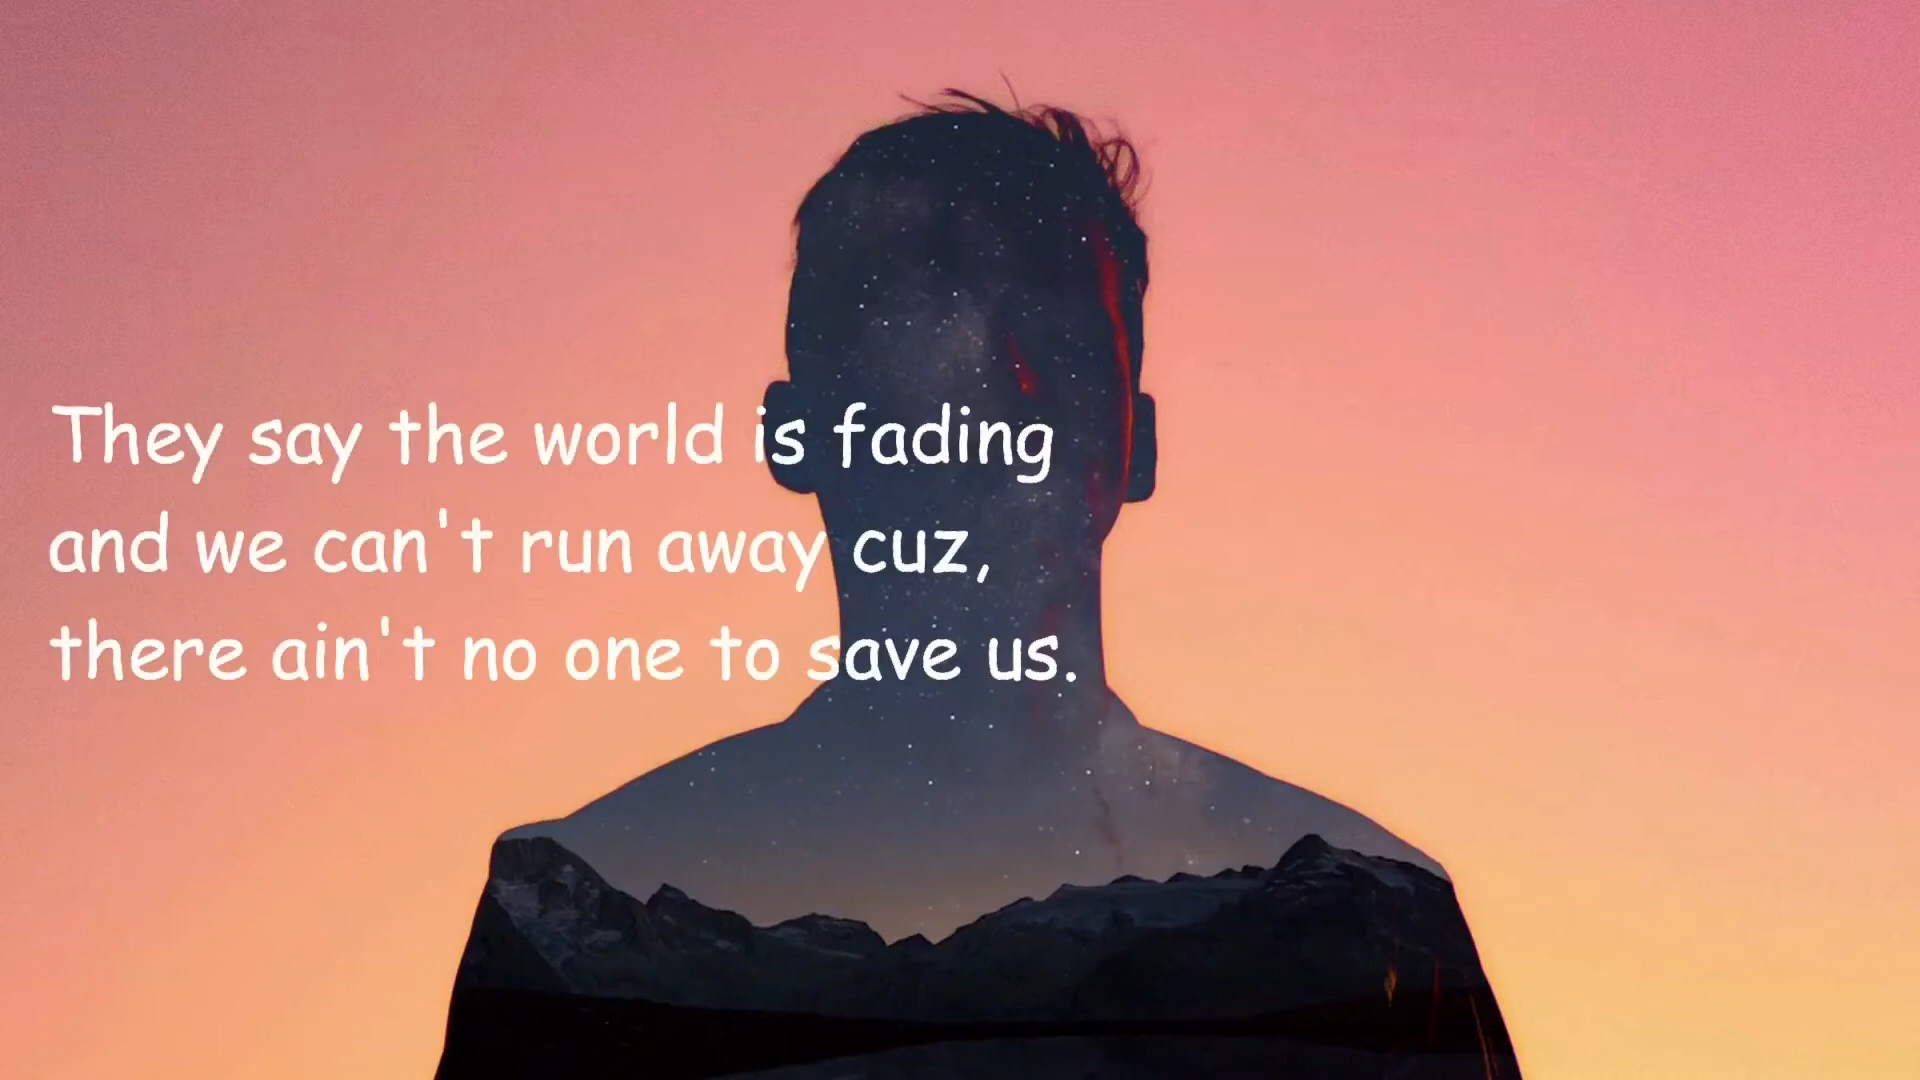 They say the world is fading
and we can't run away cuz,
there ain't no one to save us.